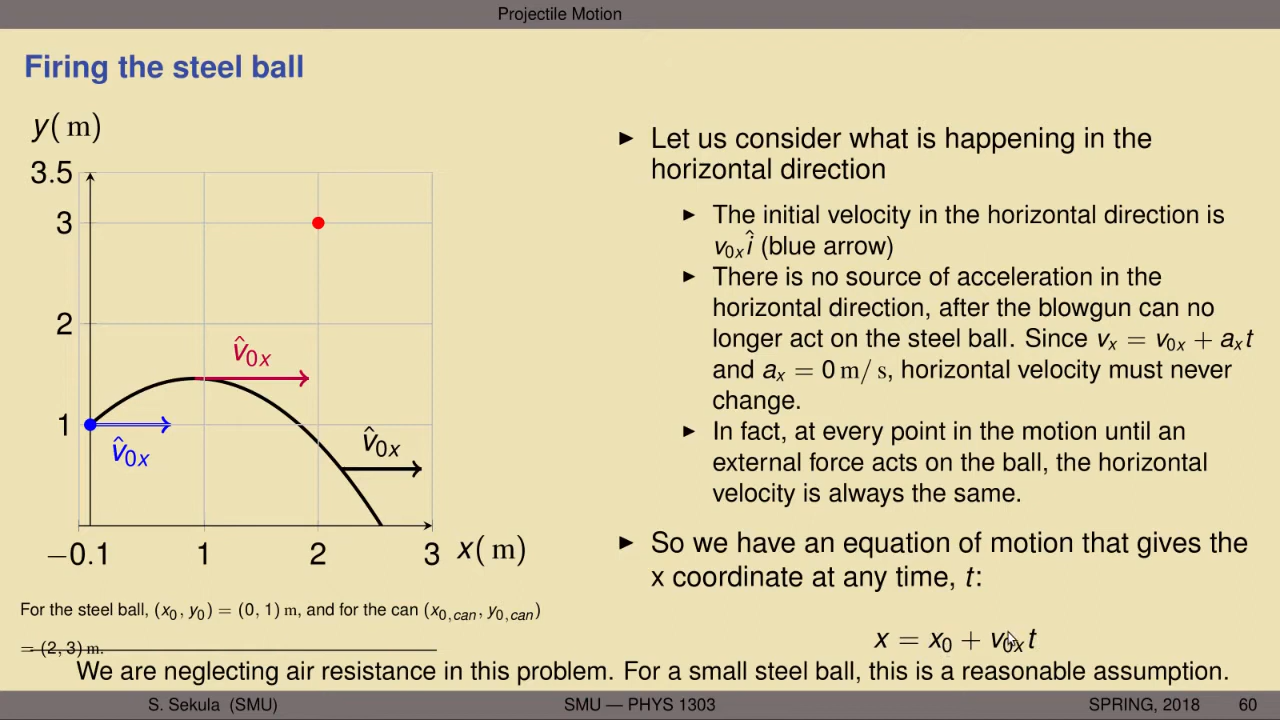 Projectile Motion
Firing the steel ball
y( m)
3.5
3
2
1
−0.1
1
2
3
x( m)
v̂0x
v̂0x
v̂0x
For the steel ball, (x0, y0) = (0, 1) m, and for the can (x0,can, y0,can)
= (2, 3) m.
▶ Let us consider what is happening in the
horizontal direction
▶ The initial velocity in the horizontal direction is
v0xî (blue arrow)
▶ There is no source of acceleration in the
horizontal direction, after the blowgun can no
longer act on the steel ball. Since vx = v0x + axt
and ax = 0 m/ s, horizontal velocity must never
change.
▶ In fact, at every point in the motion until an
external force acts on the ball, the horizontal
velocity is always the same.
▶ So we have an equation of motion that gives the
x coordinate at any time, t:
x = x0 + v0xt
We are neglecting air resistance in this problem. For a small steel ball, this is a reasonable assumption.
S. Sekula (SMU)
SMU — PHYS 1303
SPRING, 2018
60